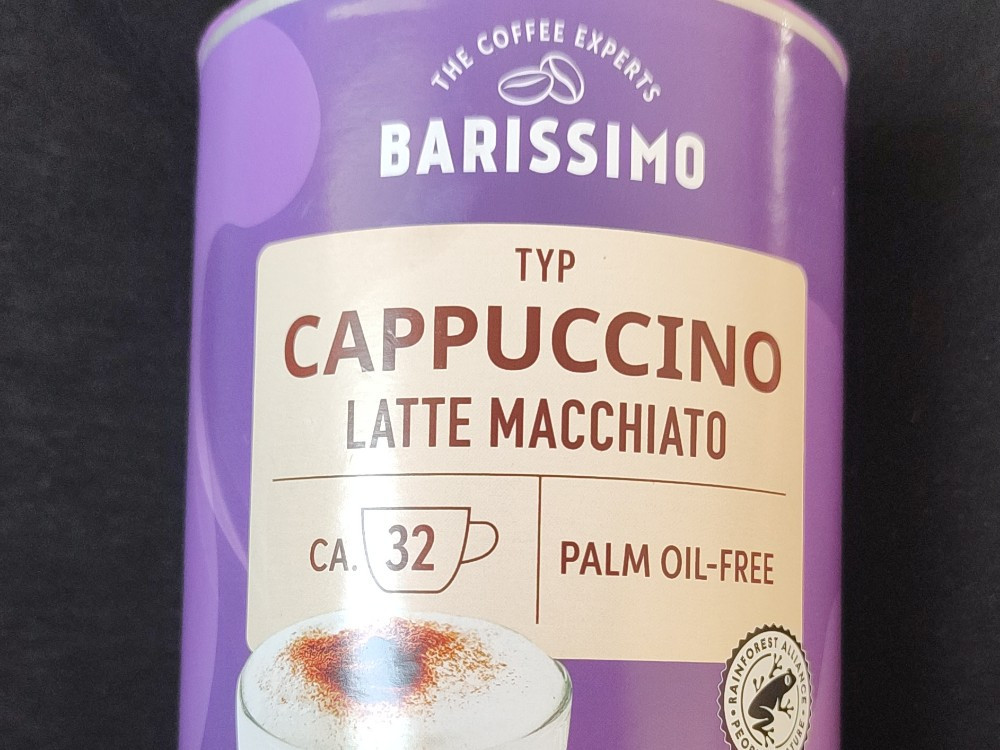 THE COFFEE EXPERTS
BARISSIMO
TYP
CAPPUCCINO
LATTE MACCHIATO
CA. 32
PALM OIL-FREE
RAINFOREST ALLIANCE